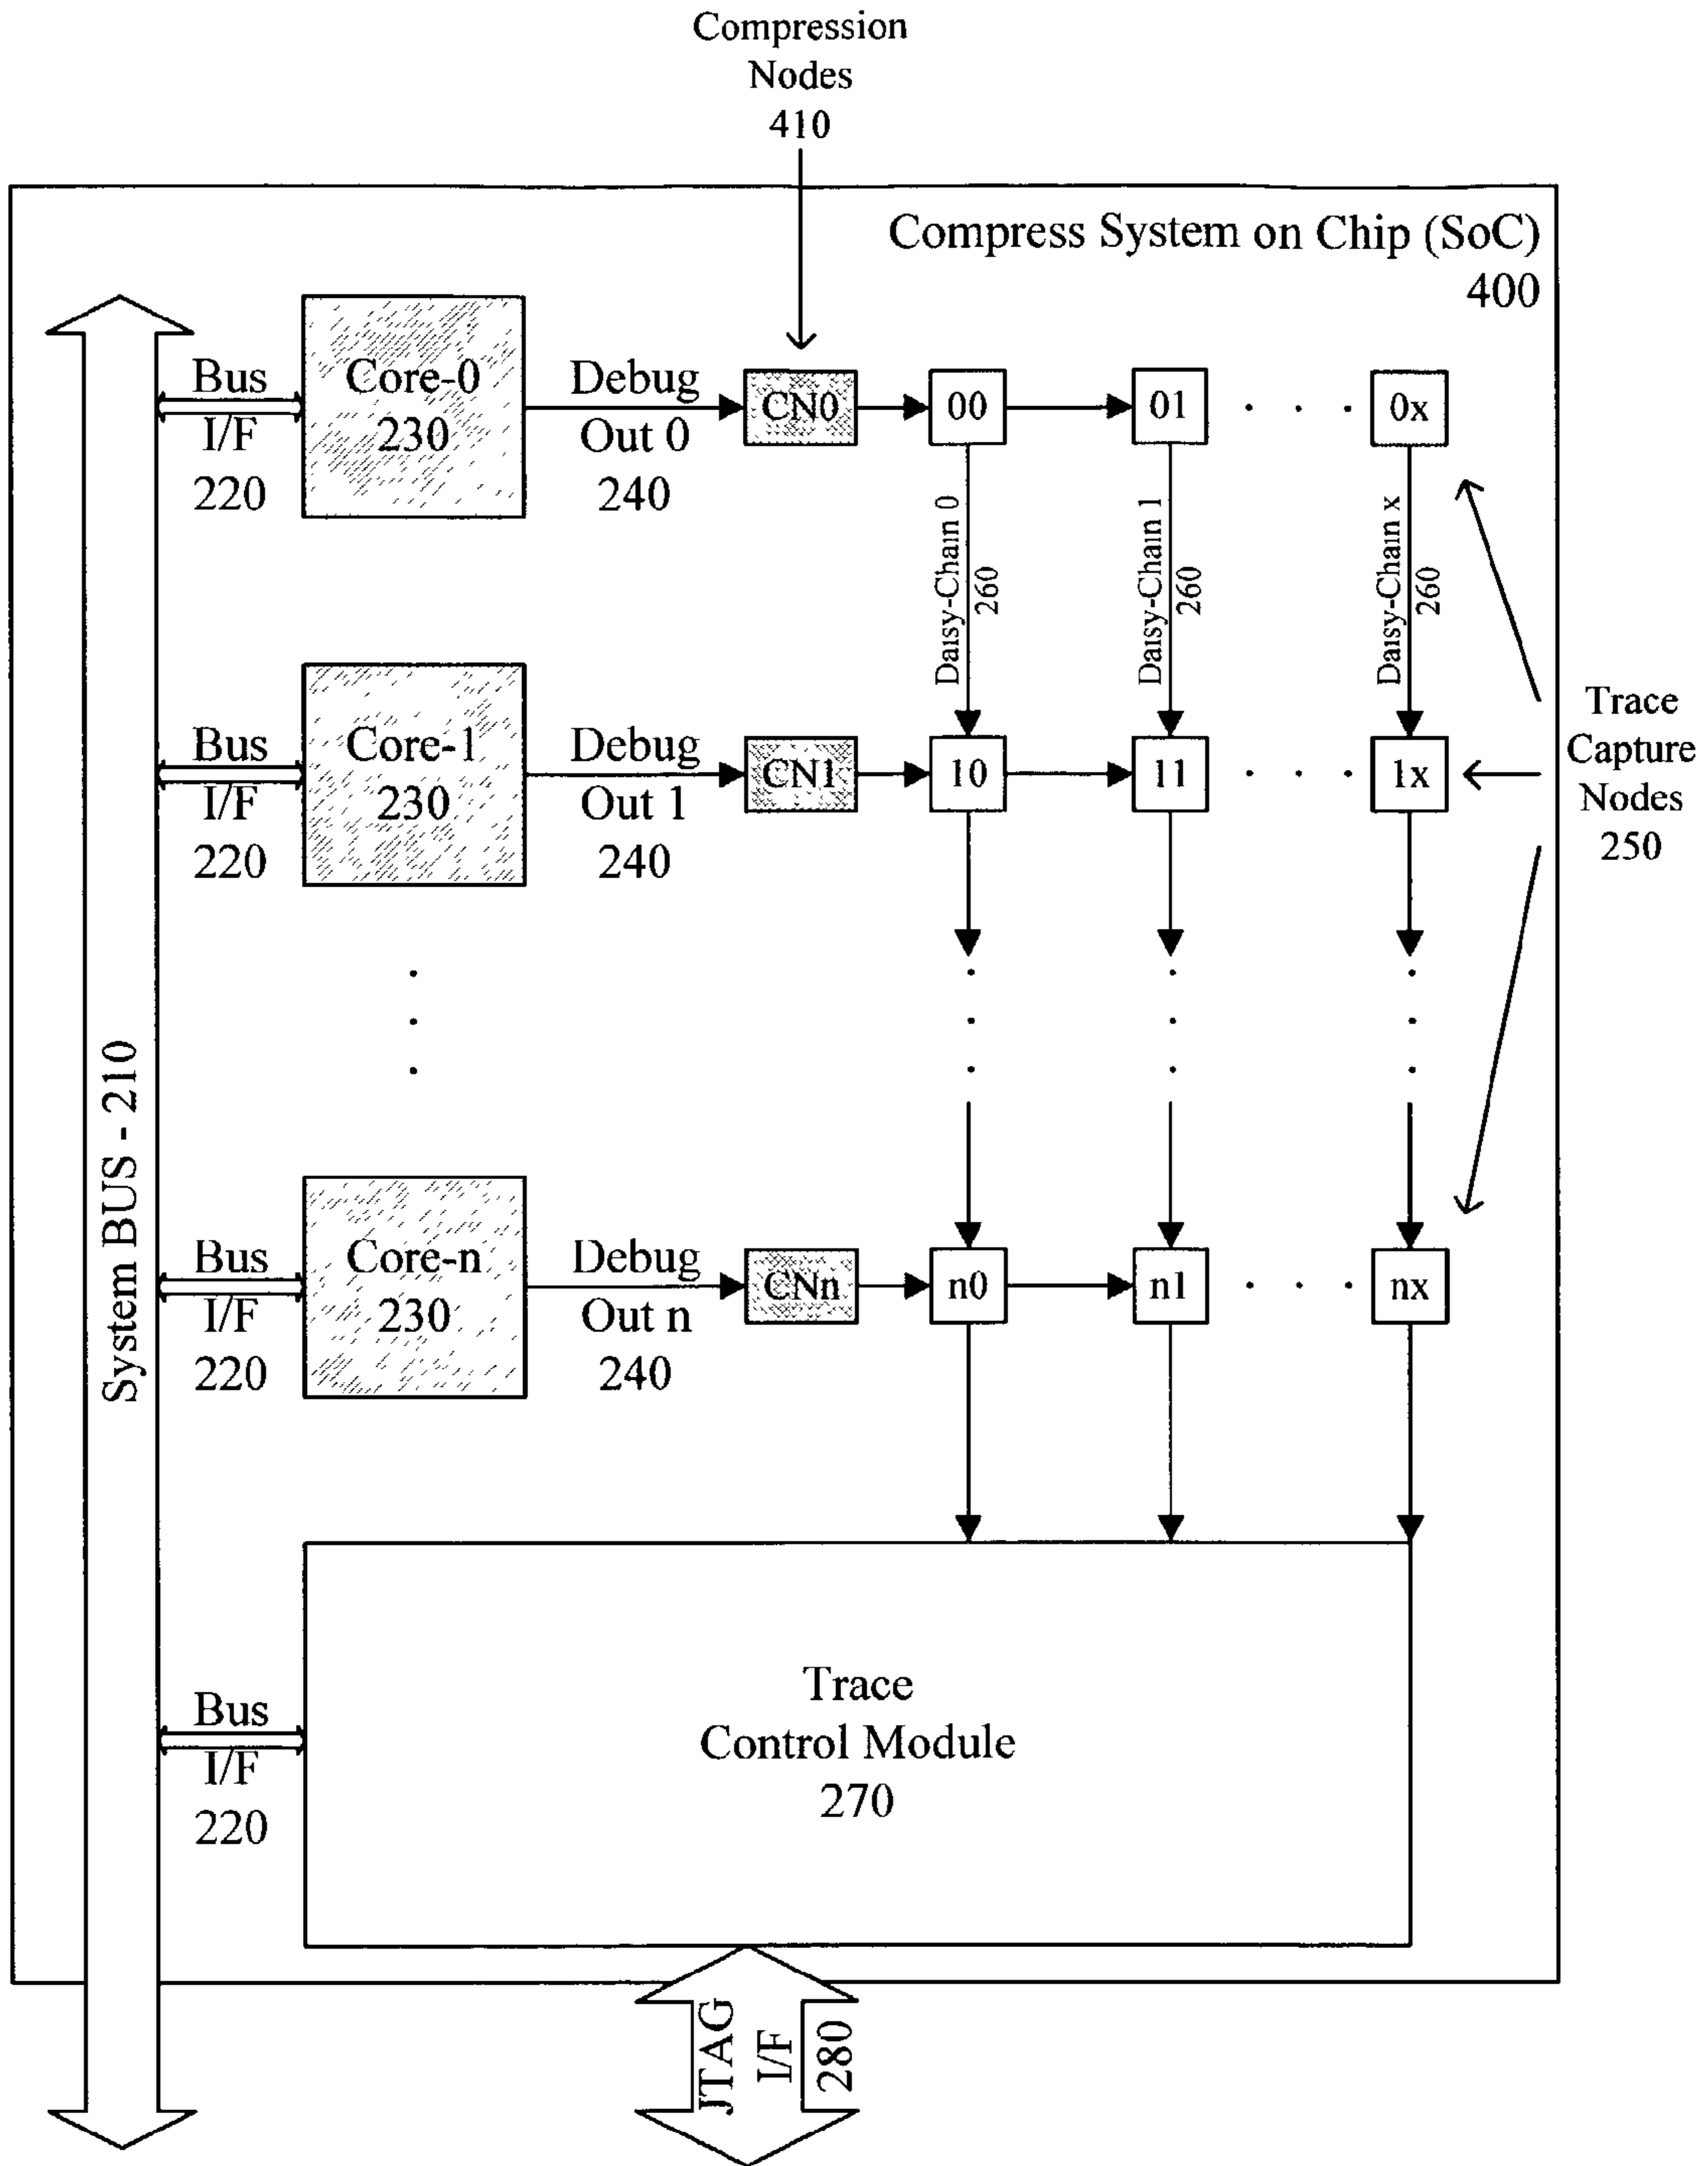 Compression
Nodes
410
Compress System on Chip (SoC)
400
Bus
I/F
220
Core-0
230
Debug
Out 0
240
CN0
00
01
0x
Daisy-Chain 0
260
Daisy-Chain 1
260
Daisy-Chain x
260
Bus
I/F
220
Core-1
230
Debug
Out 1
240
CN1
10
11
1x
Trace
Capture
Nodes
250
System BUS - 210
Bus
I/F
220
Core-n
230
Debug
Out n
240
CNn
n0
n1
nx
Bus
I/F
220
Trace
Control Module
270
JTAG
I/F
280